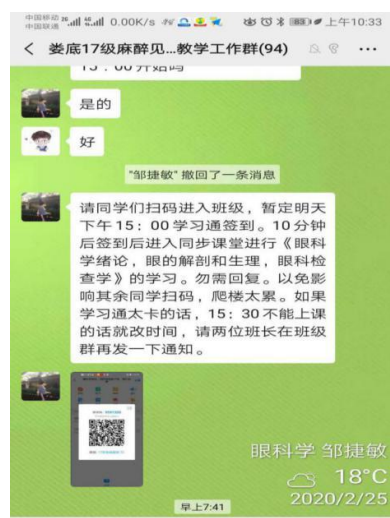 中国移动
中国联通
0.00K/s
上午10:33
娄底17级麻醉见...教学工作群(94)
15：00 开始吗
是的
好
"邹捷敏" 撤回了一条消息
请同学们扫码进入班级，暂定明天
下午15：00学习通签到。10分钟
后签到后进入同步课堂进行《眼科
学绪论，眼的解剖和生理，眼科检
查学》的学习。勿需回复。以免影
响其余同学扫码，爬楼太累。如果
学习通太卡的话，15：30不能上课
的话就改时间，请两位班长在班级
群再发一下通知。
眼科学 邹捷敏
18°C
2020/2/25
早上7:41